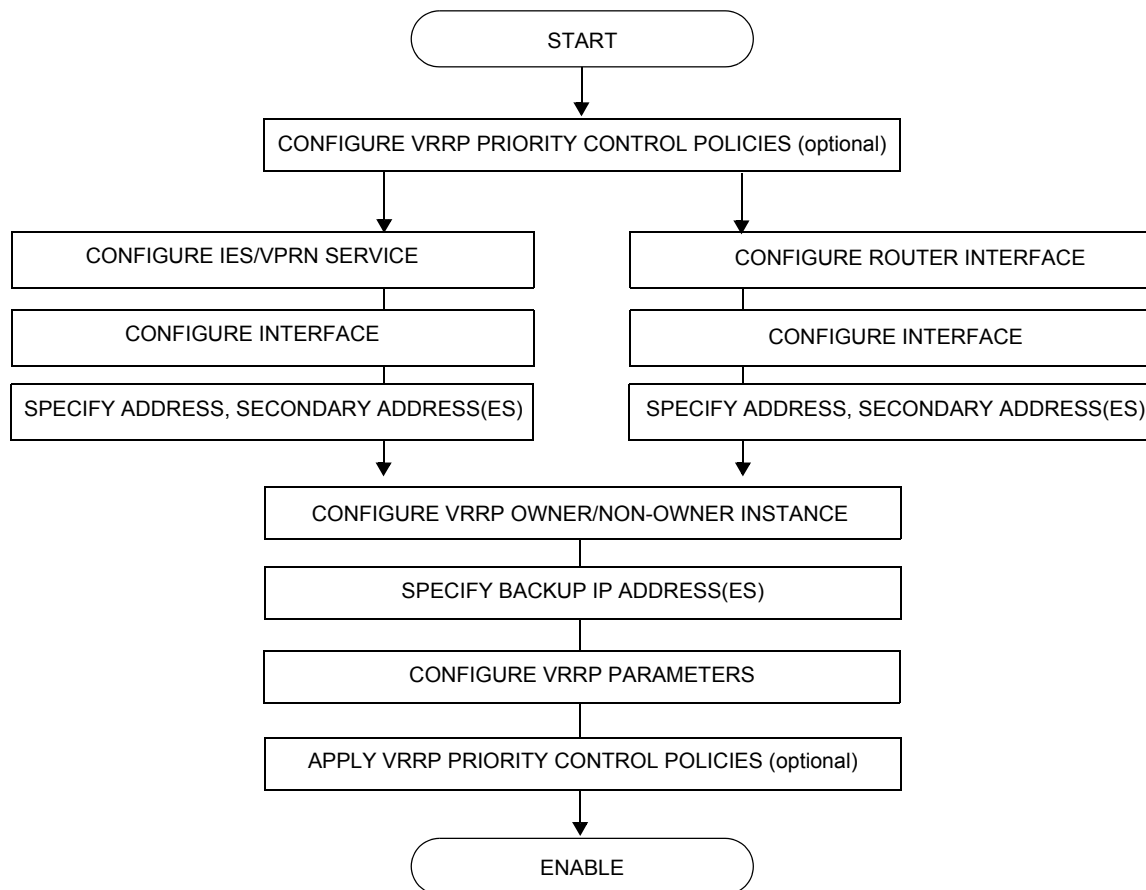 START
CONFIGURE VRRP PRIORITY CONTROL POLICIES (optional)
CONFIGURE IES/VPRN SERVICE
CONFIGURE ROUTER INTERFACE
CONFIGURE INTERFACE
CONFIGURE INTERFACE
SPECIFY ADDRESS, SECONDARY ADDRESS(ES)
SPECIFY ADDRESS, SECONDARY ADDRESS(ES)
CONFIGURE VRRP OWNER/NON-OWNER INSTANCE
SPECIFY BACKUP IP ADDRESS(ES)
CONFIGURE VRRP PARAMETERS
APPLY VRRP PRIORITY CONTROL POLICIES (optional)
ENABLE